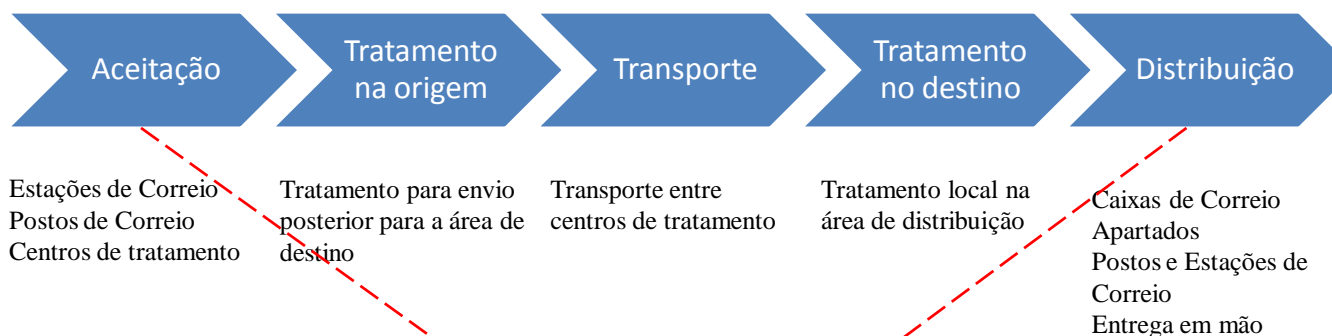 Aceitação
Tratamento
na origem
Transporte
Tratamento
no destino
Distribuição
Estações de Correio
Postos de Correio
Centros de tratamento
Tratamento para envio
posterior para a área de
destino
Transporte entre
centros de tratamento
Tratamento local na
área de distribuição
Caixas de Correio
Apartados
Postos e Estações de
Correio
Entrega em mão